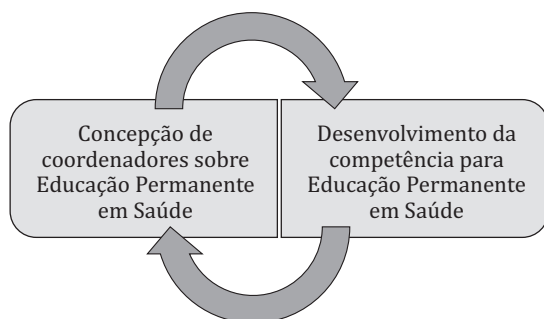 Concepção de
coordenadores sobre
Educação Permanente
em Saúde
Desenvolvimento da
competência para
Educação Permanente
em Saúde